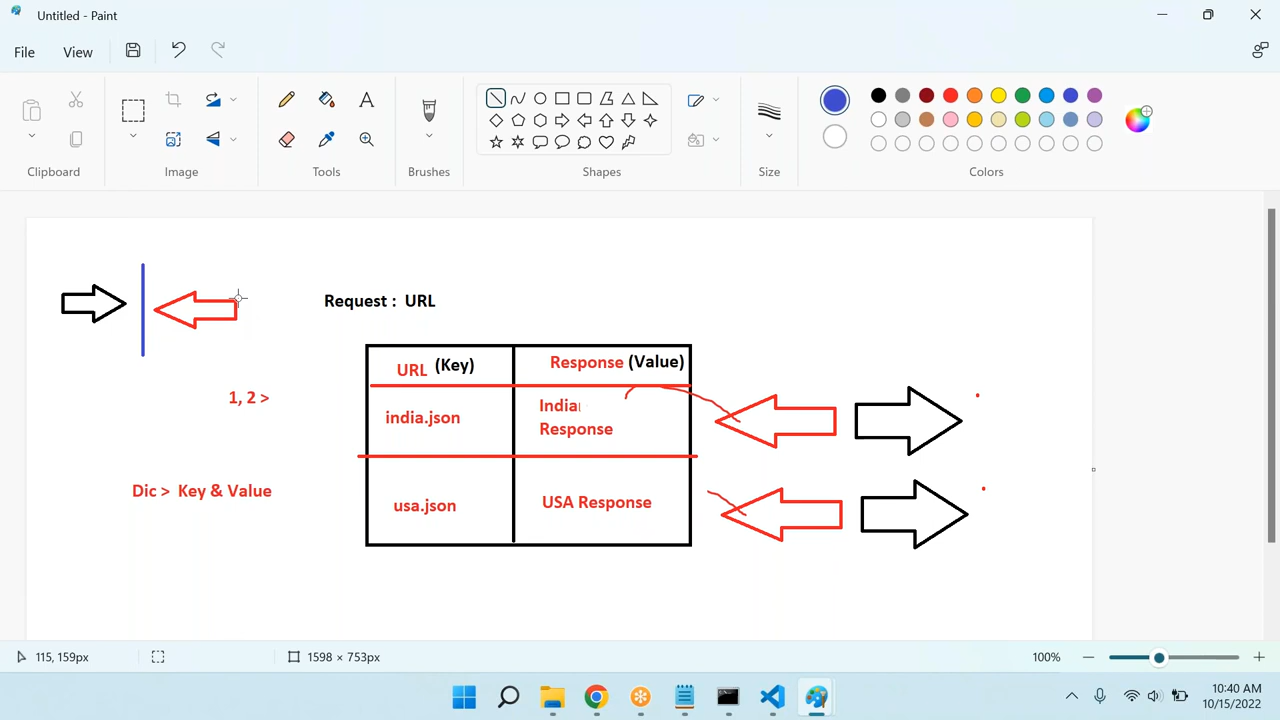 Untitled - Paint
File View
Clipboard
Image
Tools
Brushes
Shapes
Size
Colors
Request : URL
URL (Key)
Response (Value)
1, 2 >
india.json
India
Response
Dic > Key & Value
usa.json
USA Response
115, 159px
1598 × 753px
100%
10:40 AM
10/15/2022